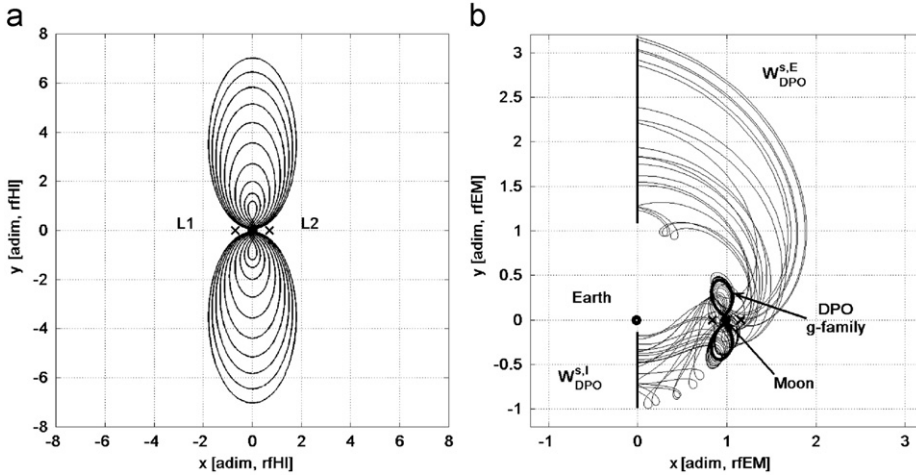 a
8
6
4
2
0
-2
-4
-6
-8
-8 -6 -4 -2 0 2 4 6 8
y [adim, rfHI]
x [adim, rfHI]
L1
L2
b
3
2.5
2
1.5
1
0.5
0
-0.5
-1
-1 0 1 2 3
y [adim, rfEM]
x [adim, rfEM]
W^{s,E}_{DPO}
Earth
DPO
g-family
W^{s,I}_{DPO}
Moon